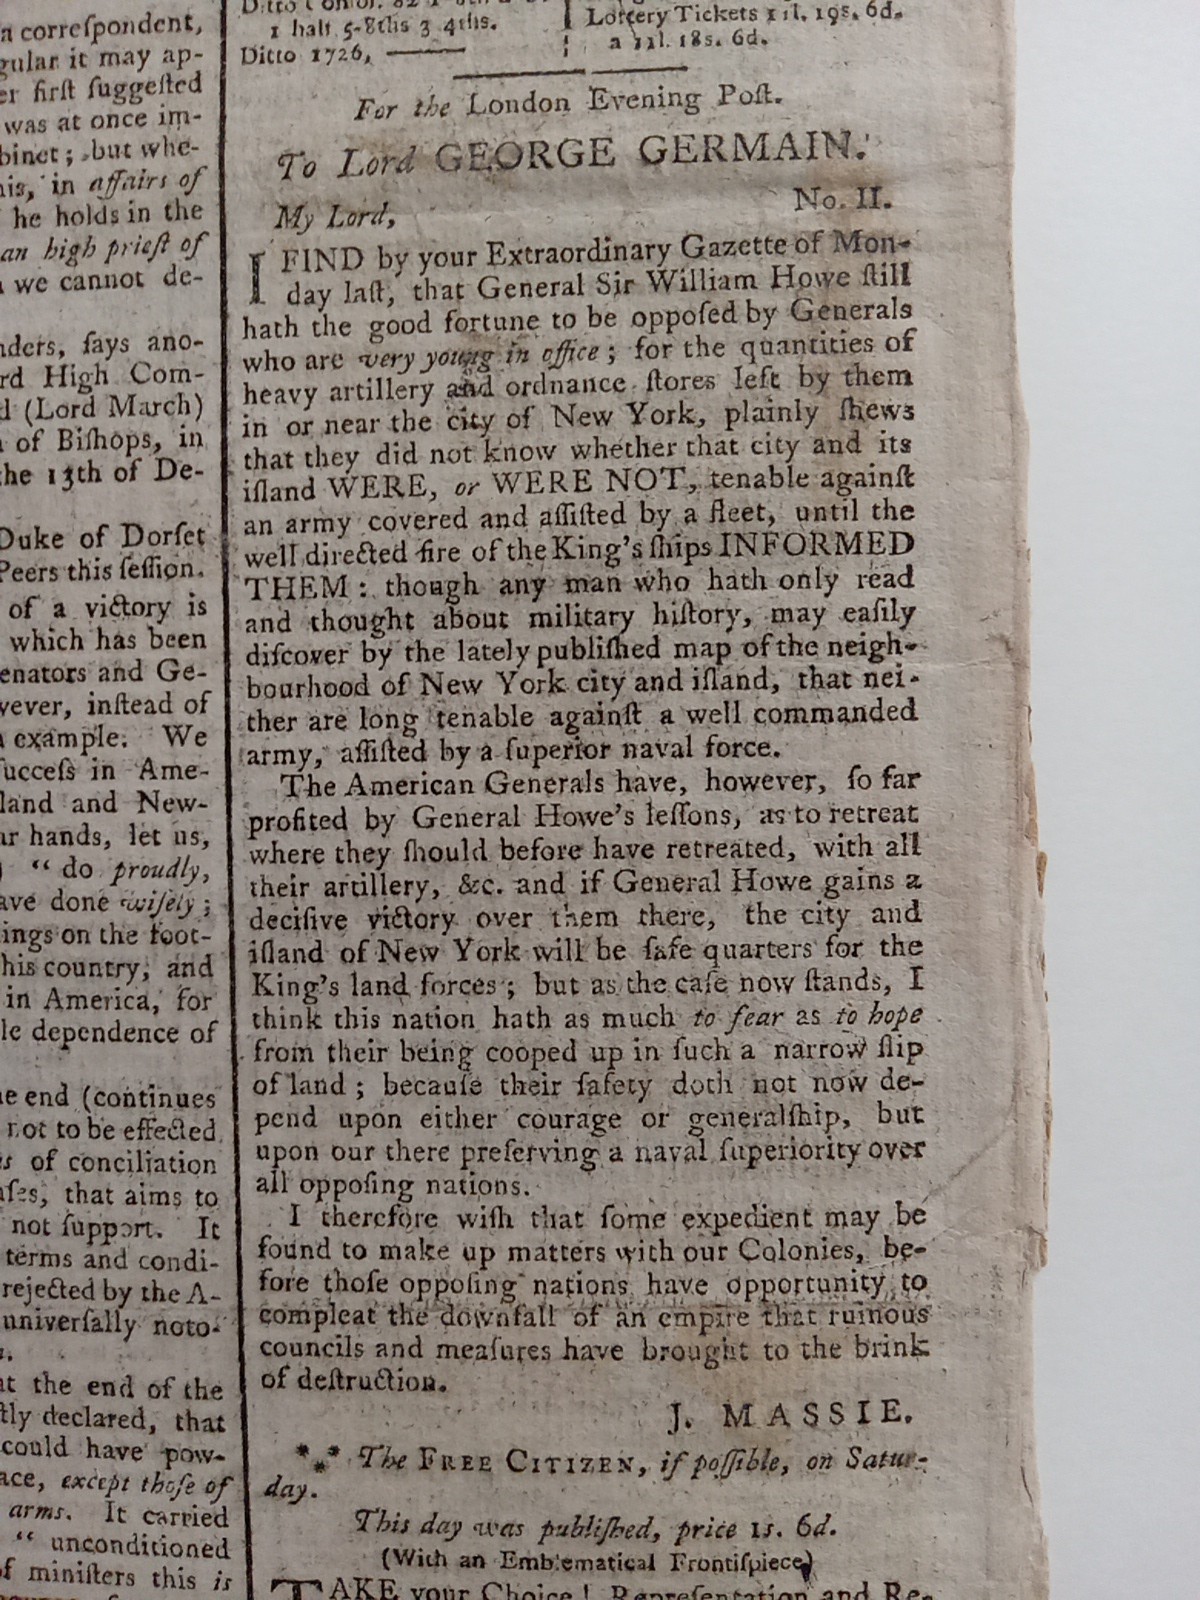 a correſpondent,
gular it may ap-
er firſt ſuggeſted
was at once im-
binet; but whe-
his, in affairs of
he holds in the
an high prieſt of
we cannot de-
nders, ſays ano-
rd High Com-
d (Lord March)
of Biſhops, in
the 13th of De-
Duke of Dorſet
Peers this ſeſſion.
of a victory is
which has been
enators and Ge-
wever, inſtead of
a example. We
ſucceſs in Ame-
land and New-
ur hands, let us,
“ do proudly,
ave done wiſely;
ings on the foot-
his country, and
in America, for
le dependence of
he end (continues
not to be effected
of conciliation
aſes, that aims to
not ſupport. It
terms and condi-
rejected by the A-
univerſally noto-
at the end of the
tly declared, that
could have pow-
ace, except thoſe of
arms. It carried
“ unconditioned
of miniſters this is
1 half 5-8ths 3 4ths.
Ditto 1726, ———
Lottery Tickets 11l. 19s. 6d.
a 11l. 18s. 6d.
For the London Evening Poſt.
To Lord GEORGE GERMAIN.
No. II.
My Lord,
I FIND by your Extraordinary Gazette of Mon-
day laſt, that General Sir William Howe ſtill
hath the good fortune to be oppoſed by Generals
who are very young in office; for the quantities of
heavy artillery and ordnance ſtores left by them
in or near the city of New York, plainly ſhews
that they did not know whether that city and its
iſland WERE, or WERE NOT, tenable againſt
an army covered and aſſiſted by a fleet, until the
well directed fire of the King's ſhips INFORMED
THEM: though any man who hath only read
and thought about military hiſtory, may eaſily
diſcover by the lately publiſhed map of the neigh-
bourhood of New York city and iſland, that nei-
ther are long tenable againſt a well commanded
army, aſſiſted by a ſuperior naval force.
The American Generals have, however, ſo far
profited by General Howe's leſſons, as to retreat
where they ſhould before have retreated, with all
their artillery, &c. and if General Howe gains a
deciſive victory over them there, the city and
iſland of New York will be ſafe quarters for the
King's land forces; but as the caſe now ſtands, I
think this nation hath as much to fear as to hope
from their being cooped up in ſuch a narrow ſlip
of land; becauſe their ſafety doth not now de-
pend upon either courage or generalſhip, but
upon our there preſerving a naval ſuperiority over
all oppoſing nations.
I therefore wiſh that ſome expedient may be
found to make up matters with our Colonies, be-
fore thoſe oppoſing nations have opportunity to
compleat the downfall of an empire that ruinous
councils and meaſures have brought to the brink
of deſtruction.
J. MASSIE.
*** The FREE CITIZEN, if poſſible, on Satur-
day.
This day was publiſhed, price 1s. 6d.
(With an Emblematical Frontiſpiece)
TAKE your Choice! Repreſentation and Re-